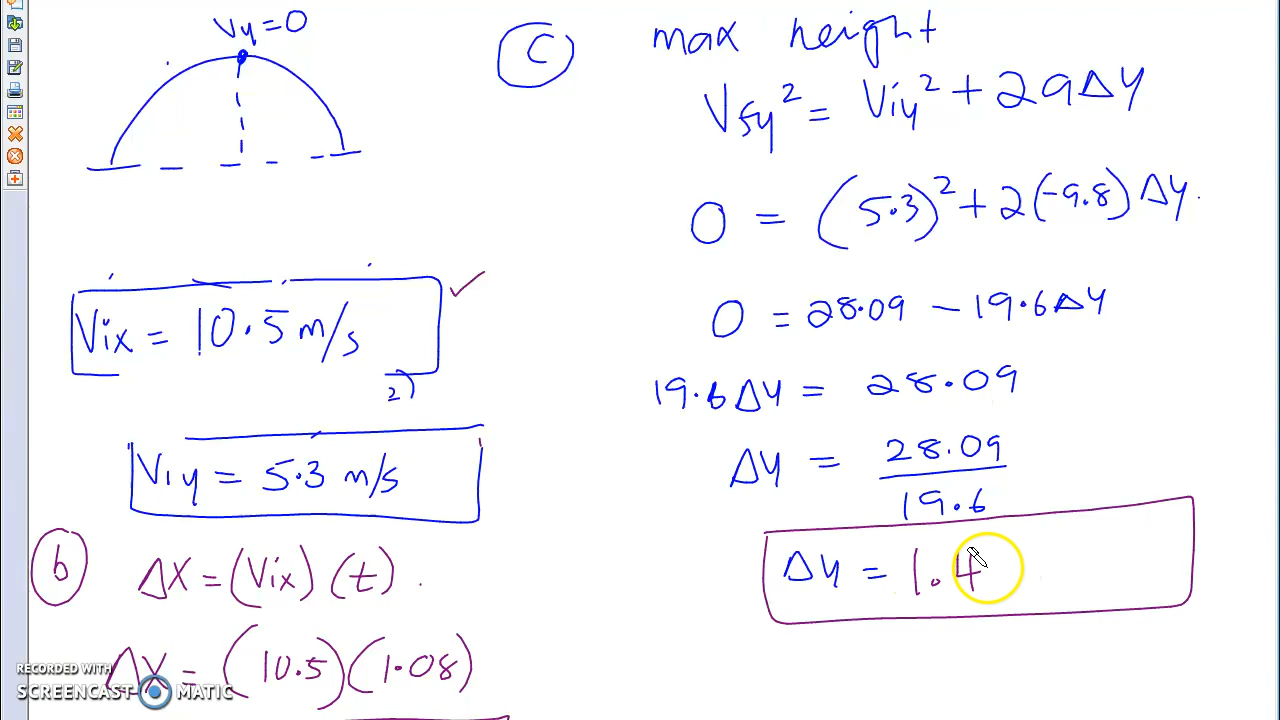 Vy=0
Vix = 10.5 m/s
2)
Viy = 5.3 m/s
b
ΔX = (Vix)(t)
ΔX = (10.5)(1.08)
C
max height
Vfy² = Viy² + 2aΔy
0 = (5.3)² + 2(-9.8)Δy
0 = 28.09 - 19.6Δy
19.6Δy = 28.09
Δy = 28.09
19.6
Δy = 1.4
RECORDED WITH
SCREENCAST-O-MATIC